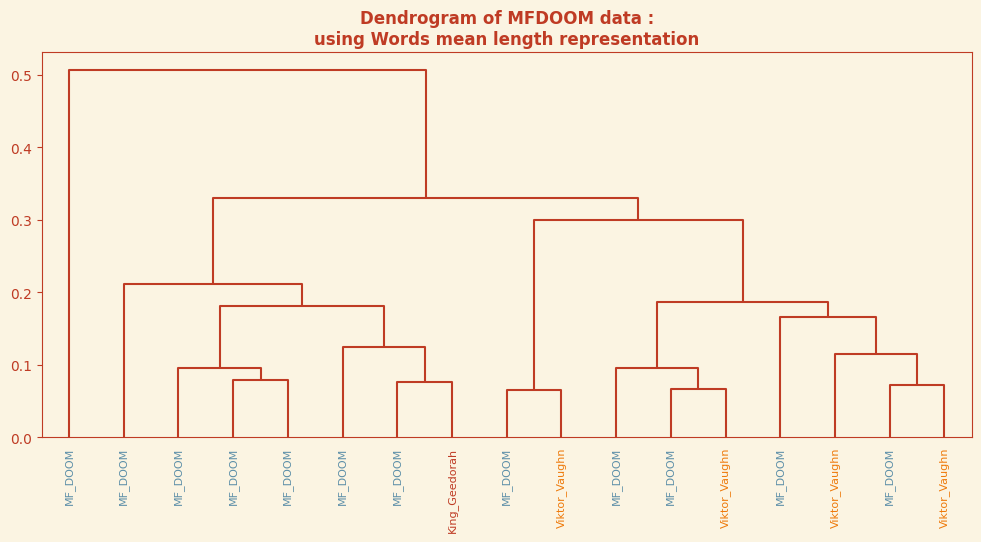 Dendrogram of MFDOOM data :
using Words mean length representation
0.5
0.4
0.3
0.2
0.1
0.0
MF_DOOM
MF_DOOM
MF_DOOM
MF_DOOM
MF_DOOM
MF_DOOM
MF_DOOM
King_Geedorah
MF_DOOM
Viktor_Vaughn
MF_DOOM
MF_DOOM
Viktor_Vaughn
MF_DOOM
Viktor_Vaughn
MF_DOOM
Viktor_Vaughn